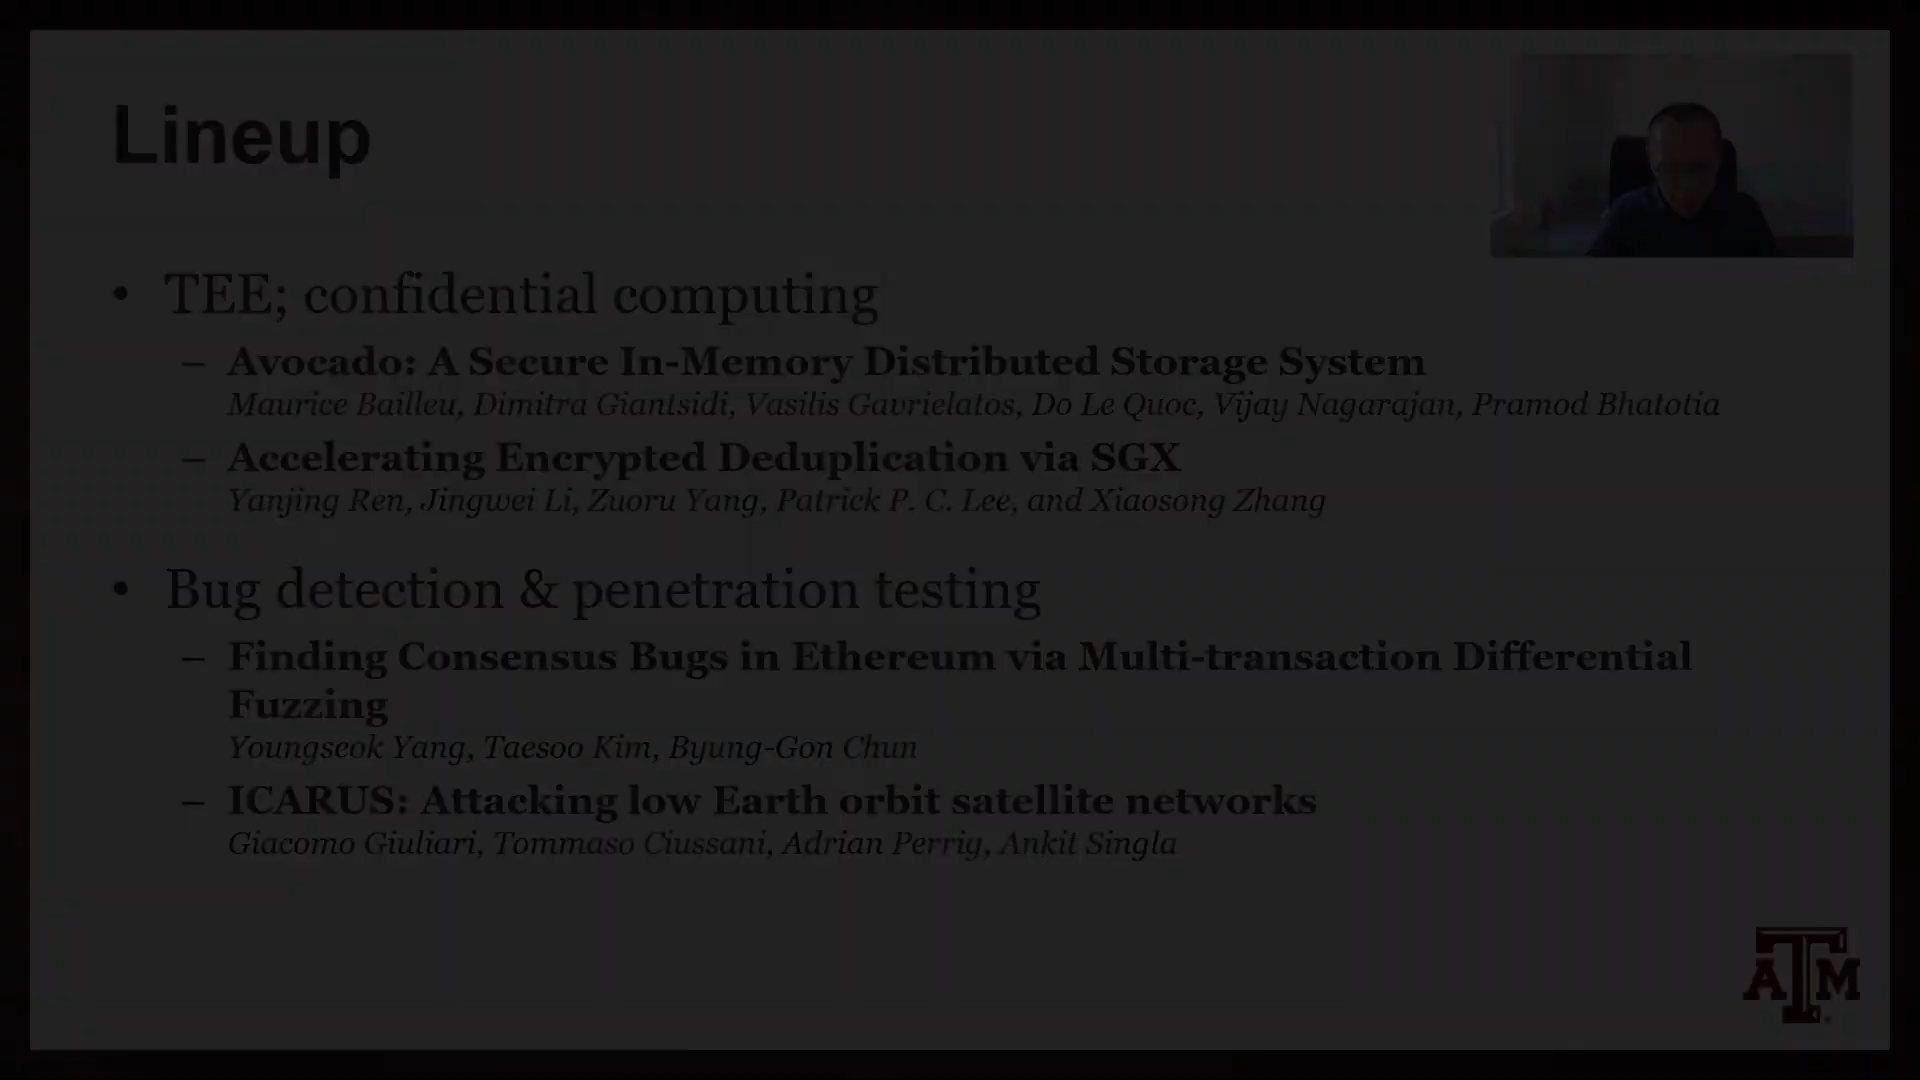 Lineup
• TEE; confidential computing
– Avocado: A Secure In-Memory Distributed Storage System
Maurice Bailleu, Dimitra Giantsidi, Vasilis Gavrielatos, Do Le Quoc, Vijay Nagarajan, Pramod Bhatotia
– Accelerating Encrypted Deduplication via SGX
Yanjing Ren, Jingwei Li, Zuoru Yang, Patrick P. C. Lee, and Xiaosong Zhang
• Bug detection & penetration testing
– Finding Consensus Bugs in Ethereum via Multi-transaction Differential
Fuzzing
Youngseok Yang, Taesoo Kim, Byung-Gon Chun
– ICARUS: Attacking low Earth orbit satellite networks
Giacomo Giuliari, Tommaso Ciussani, Adrian Perrig, Ankit Singla
ATM